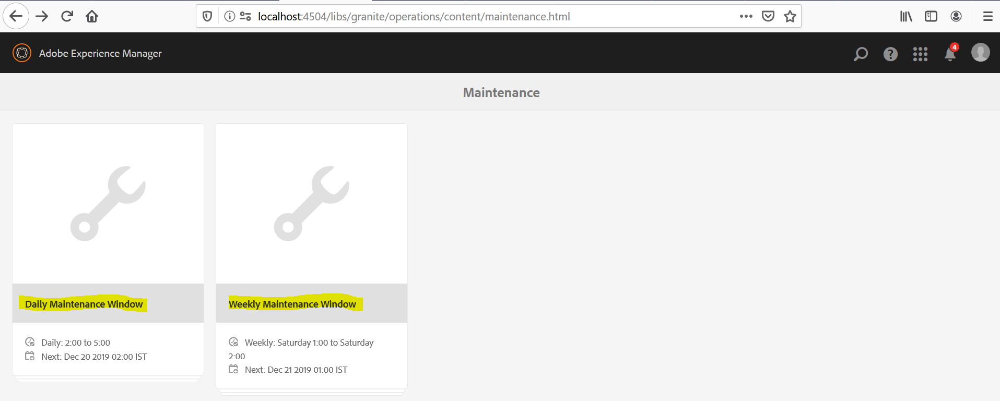 localhost:4504/libs/granite/operations/content/maintenance.html
Adobe Experience Manager
4
Maintenance
Daily Maintenance Window
Daily: 2:00 to 5:00
Next: Dec 20 2019 02:00 IST
Weekly Maintenance Window
Weekly: Saturday 1:00 to Saturday
2:00
Next: Dec 21 2019 01:00 IST